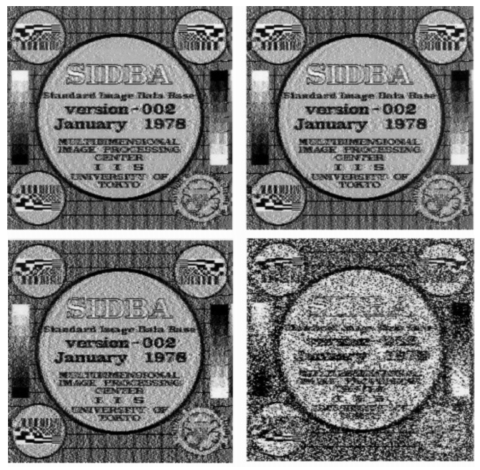 SIDBA
Standard Image Data Base
version-002
January 1978
MULTIDIMENSIONAL
IMAGE PROCESSING
CENTER
I I S
UNIVERSITY OF
TOKYO
SIDBA
Standard Image Data Base
version-002
January 1978
MULTIDIMENSIONAL
IMAGE PROCESSING
CENTER
I I S
UNIVERSITY OF
TOKYO
SIDBA
Standard Image Data Base
version-002
January 1978
MULTIDIMENSIONAL
IMAGE PROCESSING
CENTER
I I S
UNIVERSITY OF
TOKYO
January 1978